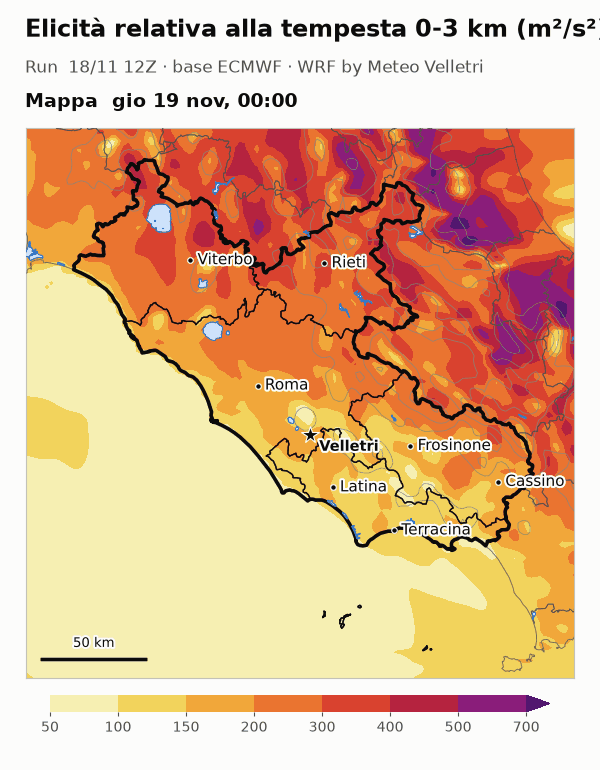 Elicità relativa alla tempesta 0-3 km (m²/s²)
Run 18/11 12Z · base ECMWF · WRF by Meteo Velletri
Mappa gio 19 nov, 00:00
Viterbo
Rieti
Roma
Velletri
Frosinone
Cassino
Latina
Terracina
50 km
50 100 150 200 300 400 500 700